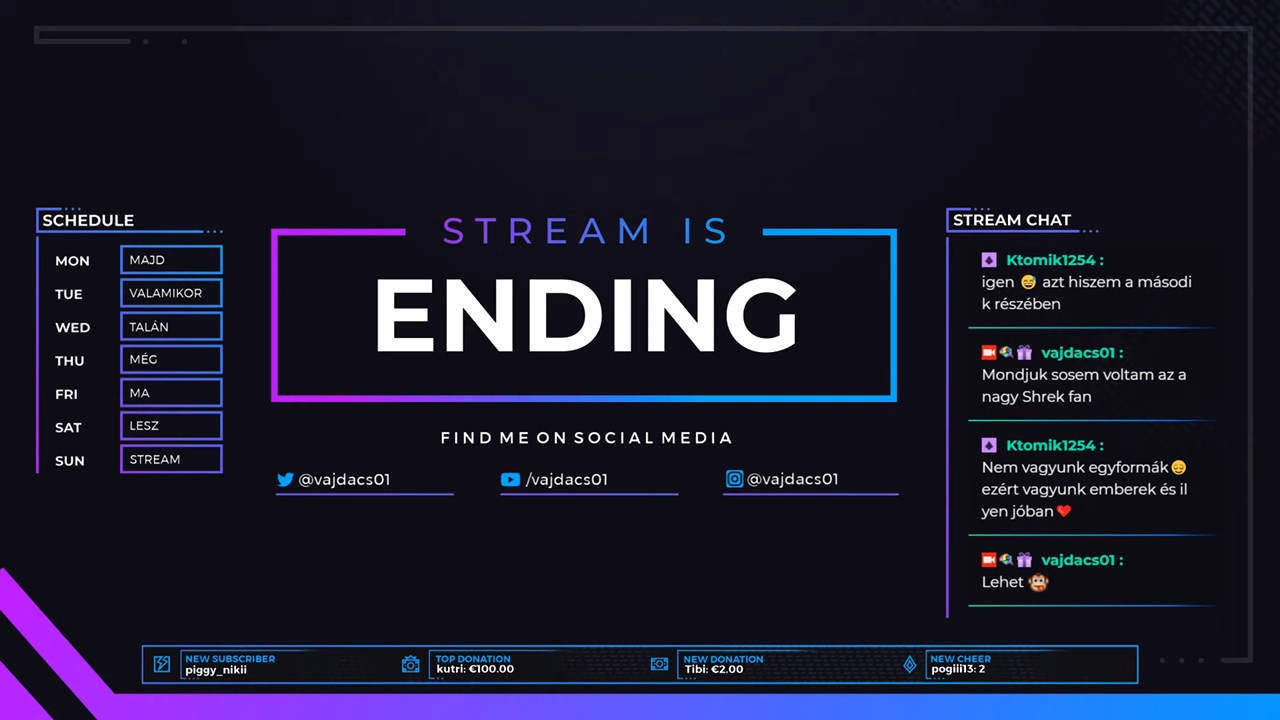 SCHEDULE
MON MAJD
TUE VALAMIKOR
WED TALÁN
THU MÉG
FRI MA
SAT LESZ
SUN STREAM
STREAM IS
ENDING
FIND ME ON SOCIAL MEDIA
@vajdacs01
/vajdacs01
@vajdacs01
STREAM CHAT
Ktomik1254 :
igen 😅 azt hiszem a másodi
k részében
vajdacs01 :
Mondjuk sosem voltam az a
nagy Shrek fan
Ktomik1254 :
Nem vagyunk egyformák😌
ezért vagyunk emberek és il
yen jóban❤️
vajdacs01 :
Lehet 🐵
NEW SUBSCRIBER
piggy_nikii
TOP DONATION
kutri: €100.00
NEW DONATION
Tibi: €2.00
NEW CHEER
pogiii13: 2